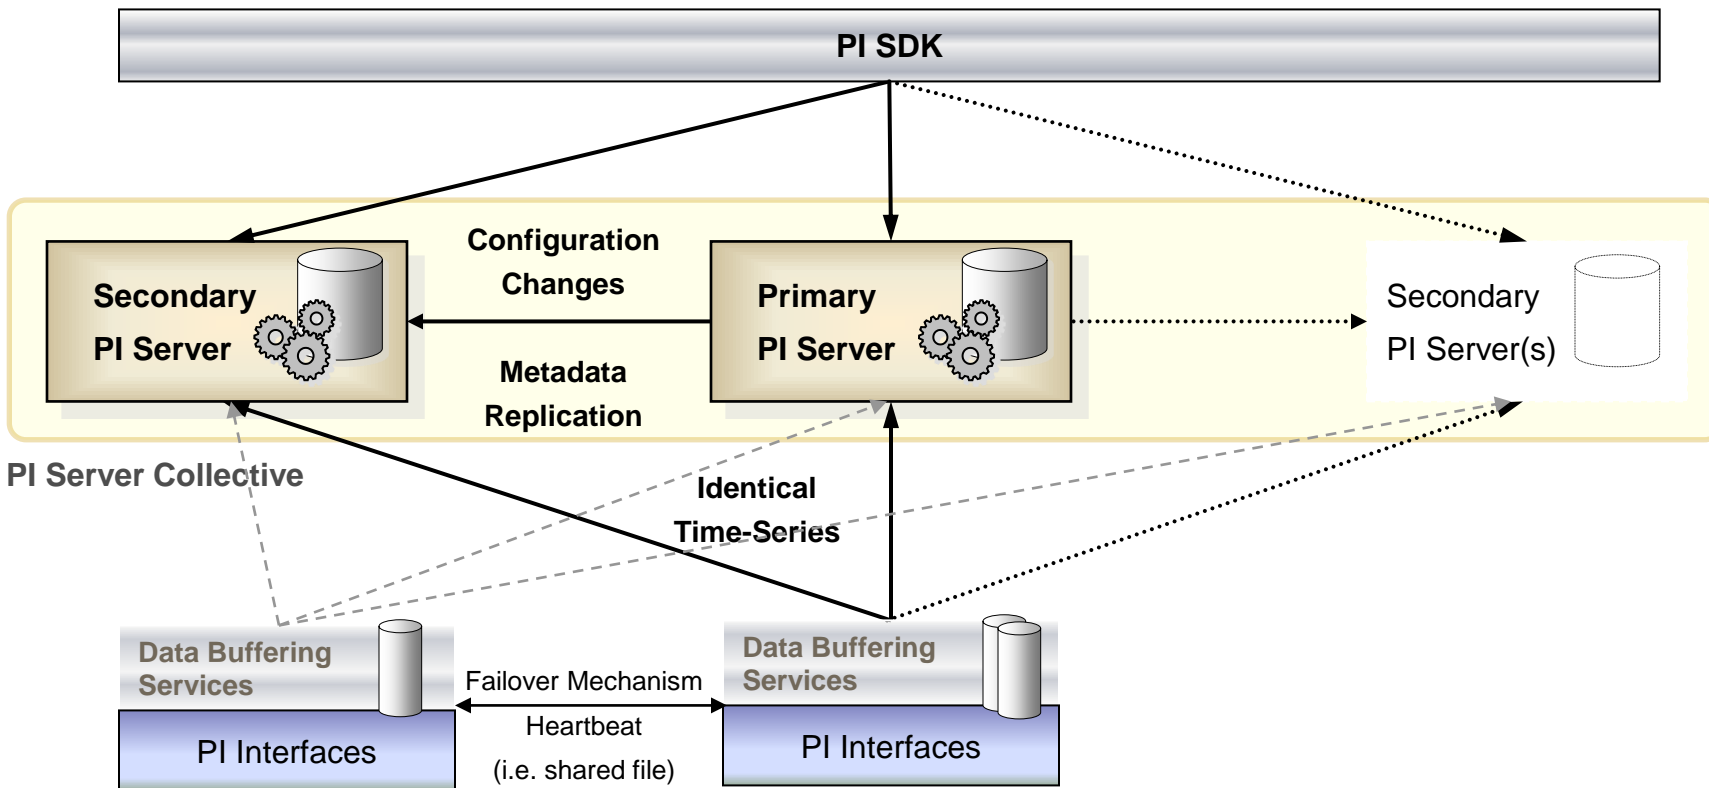 PI SDK
Configuration
Changes
Secondary
PI Server
Primary
PI Server
Secondary
PI Server(s)
Metadata
Replication
PI Server Collective
Identical
Time-Series
Data Buffering
Services
Data Buffering
Services
Failover Mechanism
Heartbeat
(i.e. shared file)
PI Interfaces
PI Interfaces